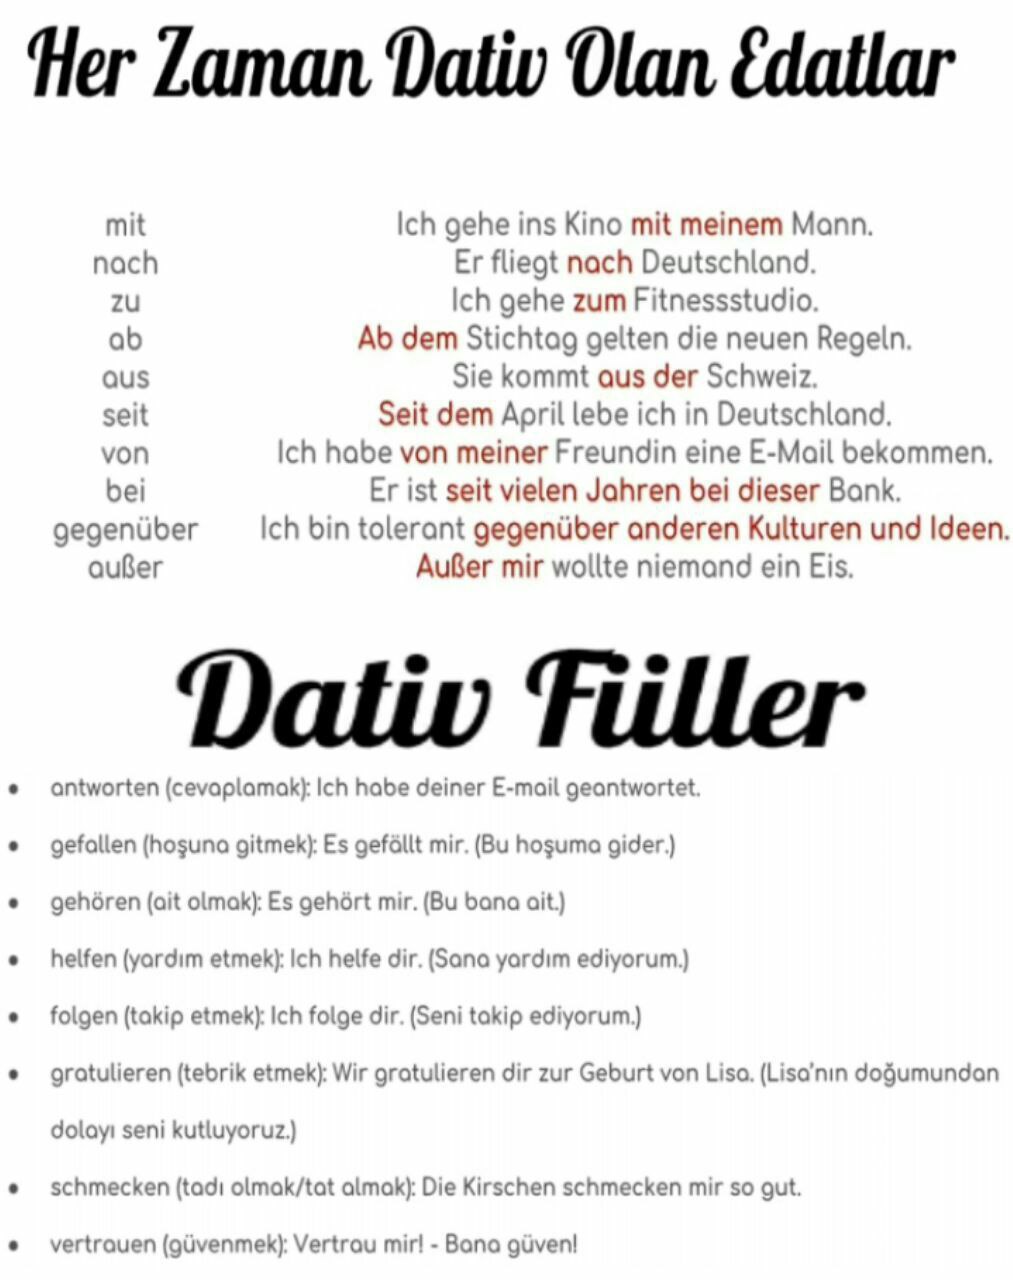 Her Zaman Dativ Olan Edatlar
mit Ich gehe ins Kino mit meinem Mann.
nach Er fliegt nach Deutschland.
zu Ich gehe zum Fitnessstudio.
ab Ab dem Stichtag gelten die neuen Regeln.
aus Sie kommt aus der Schweiz.
seit Seit dem April lebe ich in Deutschland.
von Ich habe von meiner Freundin eine E-Mail bekommen.
bei Er ist seit vielen Jahren bei dieser Bank.
gegenüber Ich bin tolerant gegenüber anderen Kulturen und Ideen.
außer Außer mir wollte niemand ein Eis.
Dativ Fiiller
• antworten (cevaplamak): Ich habe deiner E-mail geantwortet.
• gefallen (hoşuna gitmek): Es gefällt mir. (Bu hoşuma gider.)
• gehören (ait olmak): Es gehört mir. (Bu bana ait.)
• helfen (yardım etmek): Ich helfe dir. (Sana yardım ediyorum.)
• folgen (takip etmek): Ich folge dir. (Seni takip ediyorum.)
• gratulieren (tebrik etmek): Wir gratulieren dir zur Geburt von Lisa. (Lisa'nın doğumundan
dolayı seni kutluyoruz.)
• schmecken (tadı olmak/tat almak): Die Kirschen schmecken mir so gut.
• vertrauen (güvenmek): Vertrau mir! - Bana güven!